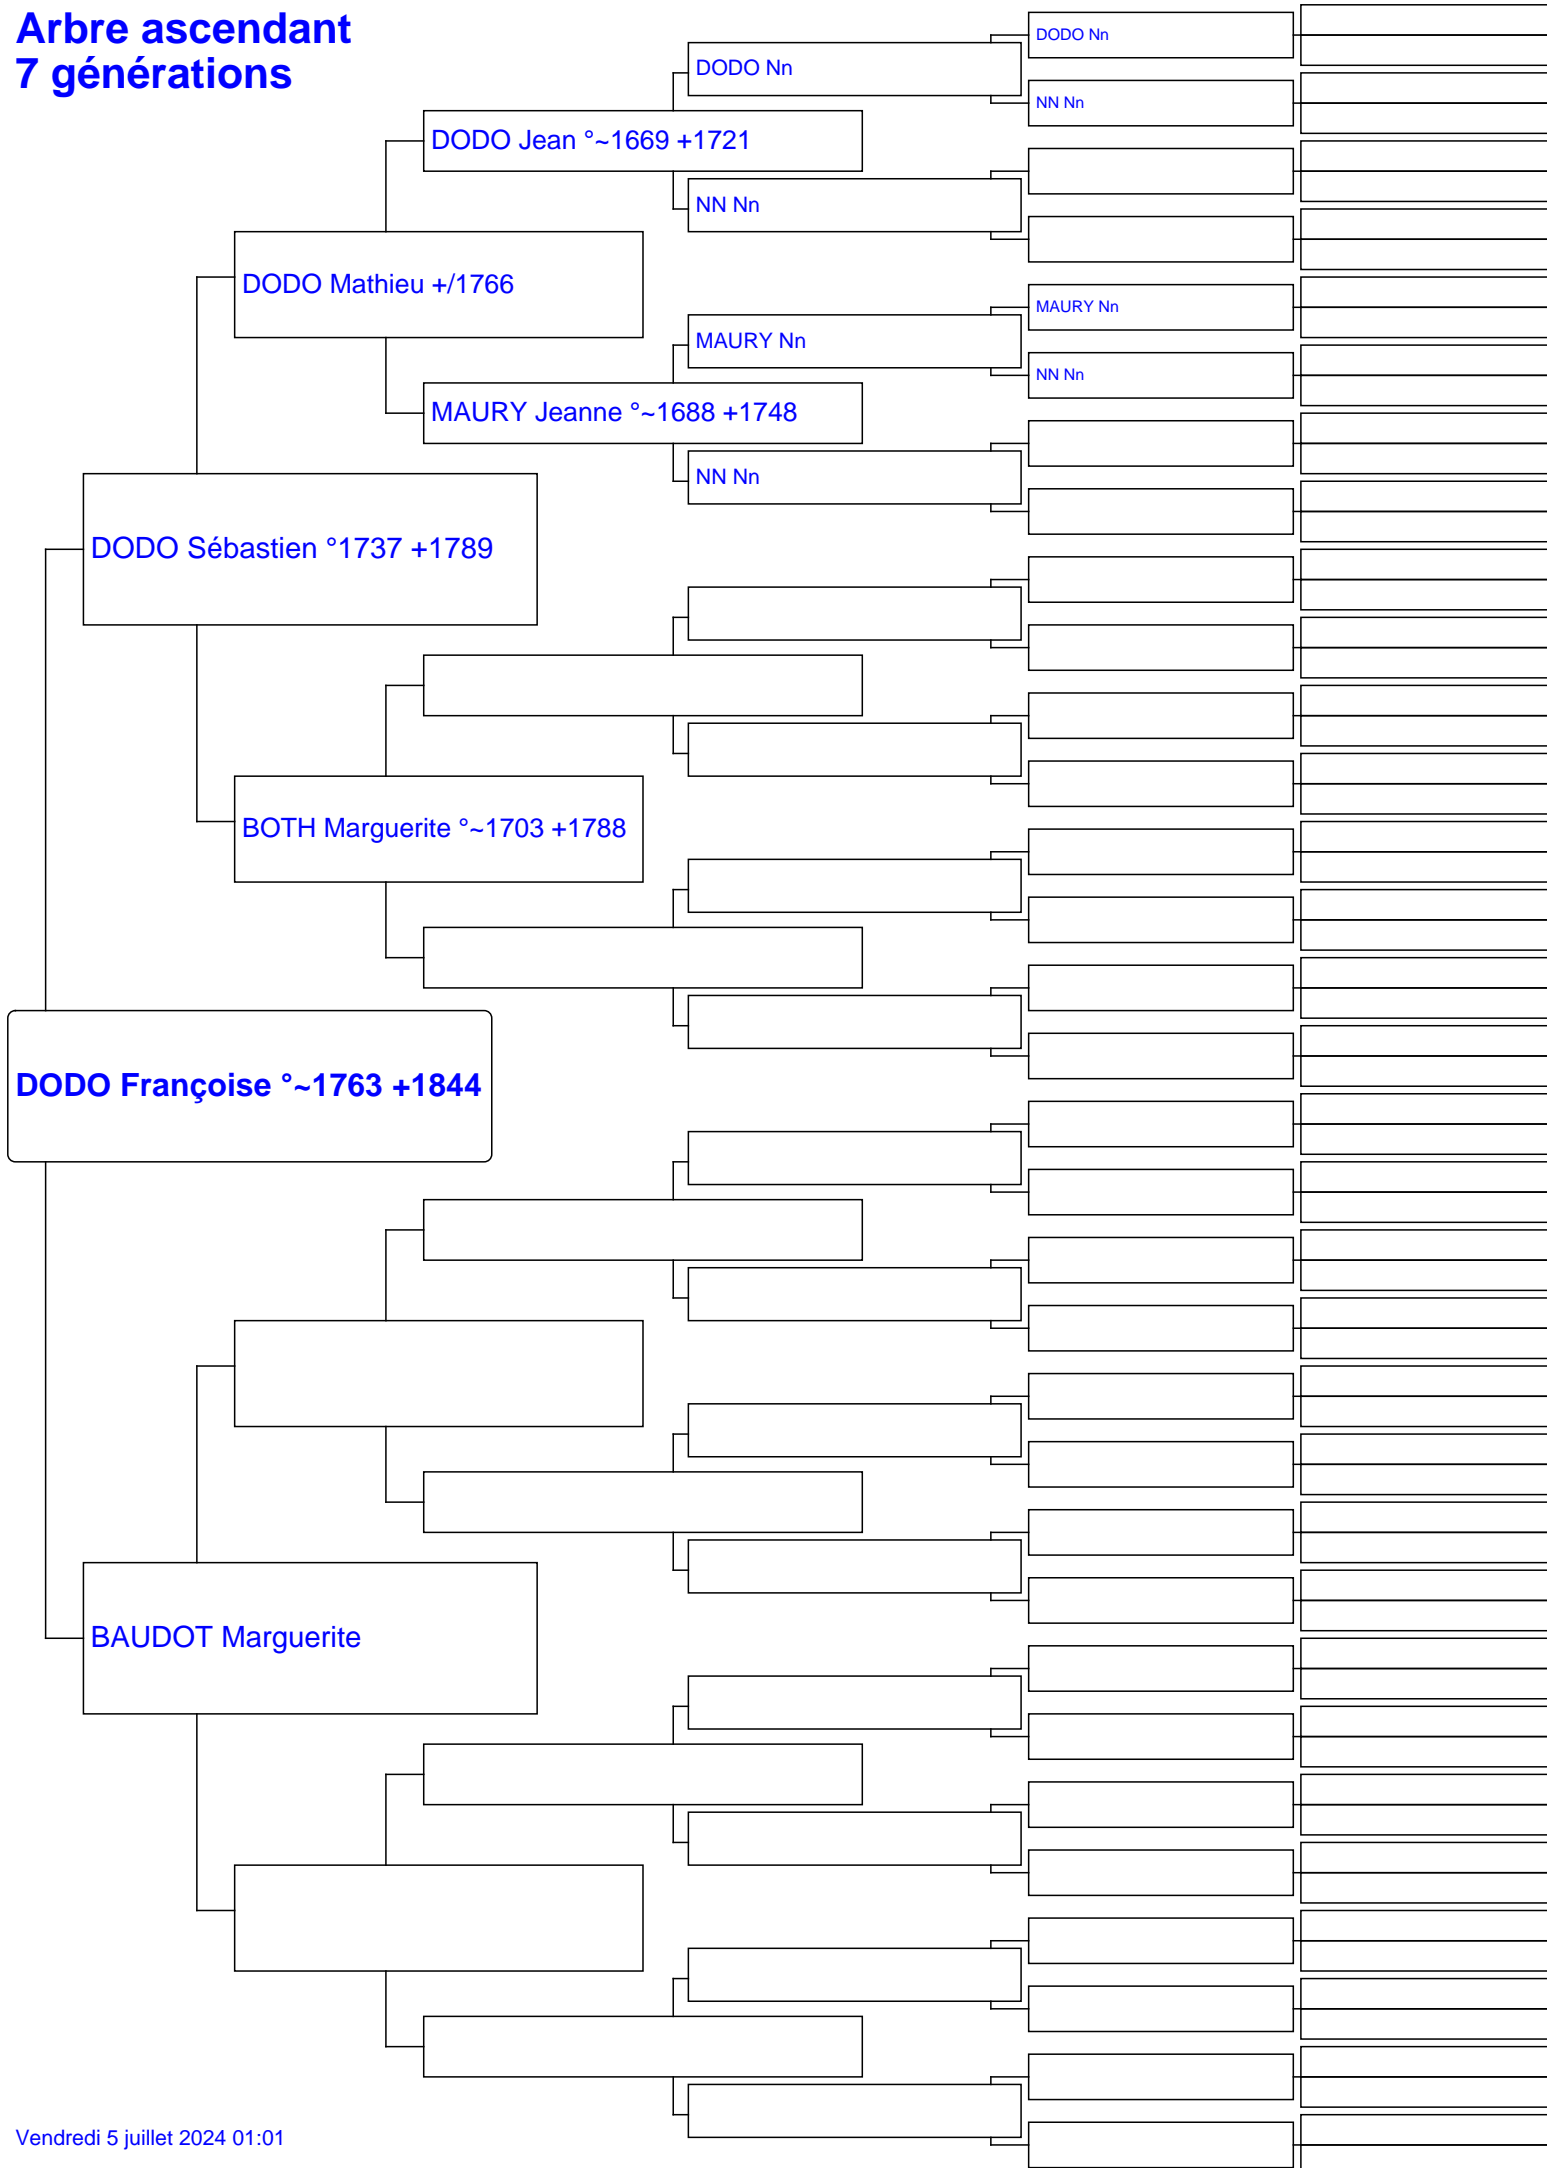 Arbre ascendant
7 générations
DODO Nn
DODO Nn
NN Nn
DODO Jean °~1669 +1721
NN Nn
DODO Mathieu +/1766
MAURY Nn
MAURY Nn
NN Nn
MAURY Jeanne °~1688 +1748
NN Nn
DODO Sébastien °1737 +1789
BOTH Marguerite °~1703 +1788
DODO Françoise °~1763 +1844
BAUDOT Marguerite
Vendredi 5 juillet 2024 01:01